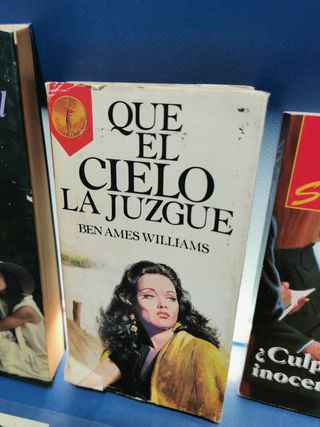 QUE
EL
CIELO
LA JUZGUE
BEN AMES WILLIAMS
¿Culp
inocen